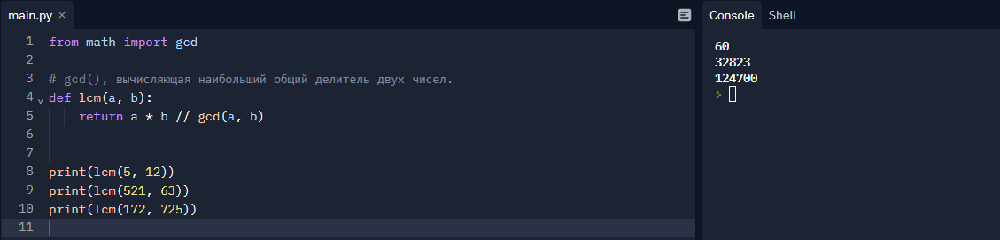 main.py ×
Console Shell
1 from math import gcd
2
3 # gcd(), вычисляющая наибольший общий делитель двух чисел.
4 def lcm(a, b):
5 return a * b // gcd(a, b)
6
7
8 print(lcm(5, 12))
9 print(lcm(521, 63))
10 print(lcm(172, 725))
11
60
32823
124700